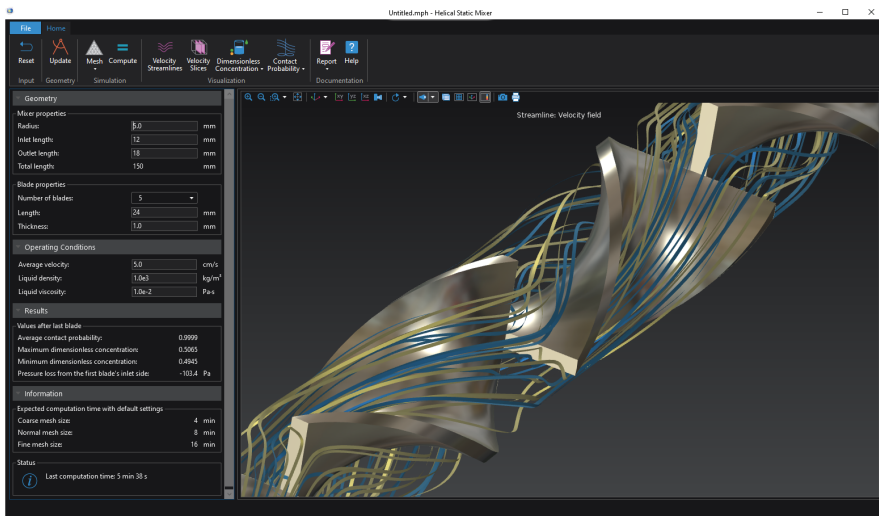 Untitled.mph - Helical Static Mixer
File Home
Reset Update Mesh Compute Velocity Streamlines Velocity Slices Dimensionless Concentration Contact Probability Report Help
Input Geometry Simulation Visualization Documentation
Geometry
Streamline: Velocity field
Mixer properties
Radius: 5.0 mm
Inlet length: 12 mm
Outlet length: 18 mm
Total length: 150 mm
Blade properties
Number of blades: 5
Length: 24 mm
Thickness: 1.0 mm
Operating Conditions
Average velocity: 5.0 cm/s
Liquid density: 1.0e3 kg/m³
Liquid viscosity: 1.0e-2 Pa·s
Results
Values after last blade
Average contact probability: 0.9999
Maximum dimensionless concentration: 0.5065
Minimum dimensionless concentration: 0.4945
Pressure loss from the first blade's inlet side: -103.4 Pa
Information
Expected computation time with default settings
Coarse mesh size: 4 min
Normal mesh size: 8 min
Fine mesh size: 16 min
Status
Last computation time: 5 min 38 s